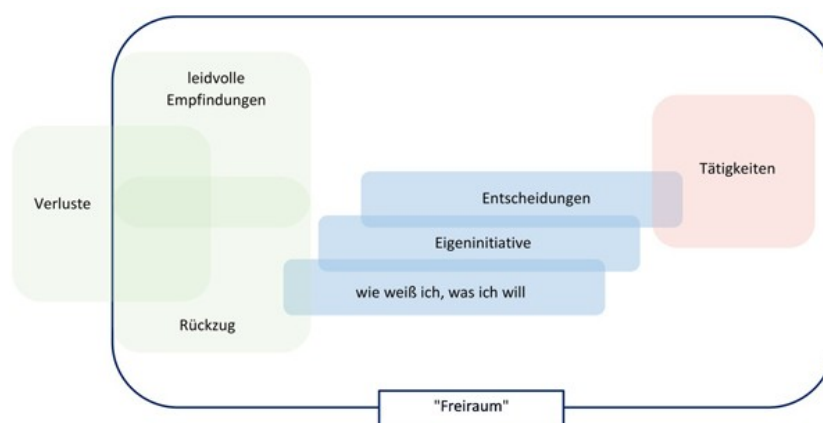 leidvolle
Empfindungen
Verluste
Rückzug
Tätigkeiten
Entscheidungen
Eigeninitiative
wie weiß ich, was ich will
"Freiraum"